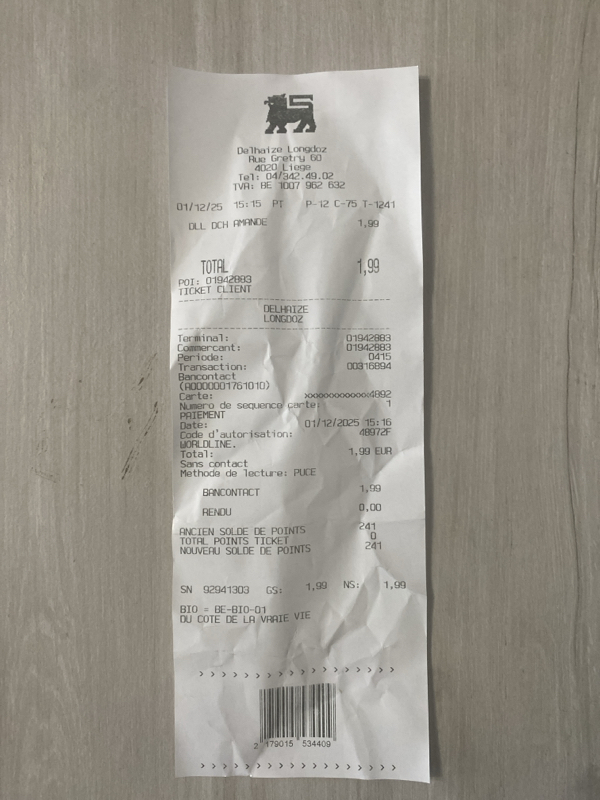 Delhaize Longdoz
Rue Gretry 60
4020 Liege
Tel: 04/342.49.02
TVA: BE 1007 962 632
01/12/25 15:15 PI P-12 C-75 T-1241
DLL DCH AMANDE 1,99
TOTAL 1,99
POI: 01942883
TICKET CLIENT
DELHAIZE
LONGDOZ
Terminal: 01942883
Commercant: 01942883
Periode: 0415
Transaction: 00316894
Bancontact
(A0000001761010)
Carte: xxxxxxxxxxxx4892
Numero de sequence carte: 1
PAIEMENT
Date: 01/12/2025 15:16
Code d'autorisation: 48972F
WORLDLINE.
Total: 1,99 EUR
Sans contact
Methode de lecture: PUCE
BANCONTACT 1,99
RENDU 0,00
ANCIEN SOLDE DE POINTS 241
TOTAL POINTS TICKET 0
NOUVEAU SOLDE DE POINTS 241
SN 92941303 GS: 1,99 NS: 1,99
BIO = BE-BIO-01
DU COTE DE LA VRAIE VIE
> > > > > > > > > > > > > > >
2 179015 534409
> > > > > > > > > > > > > > >